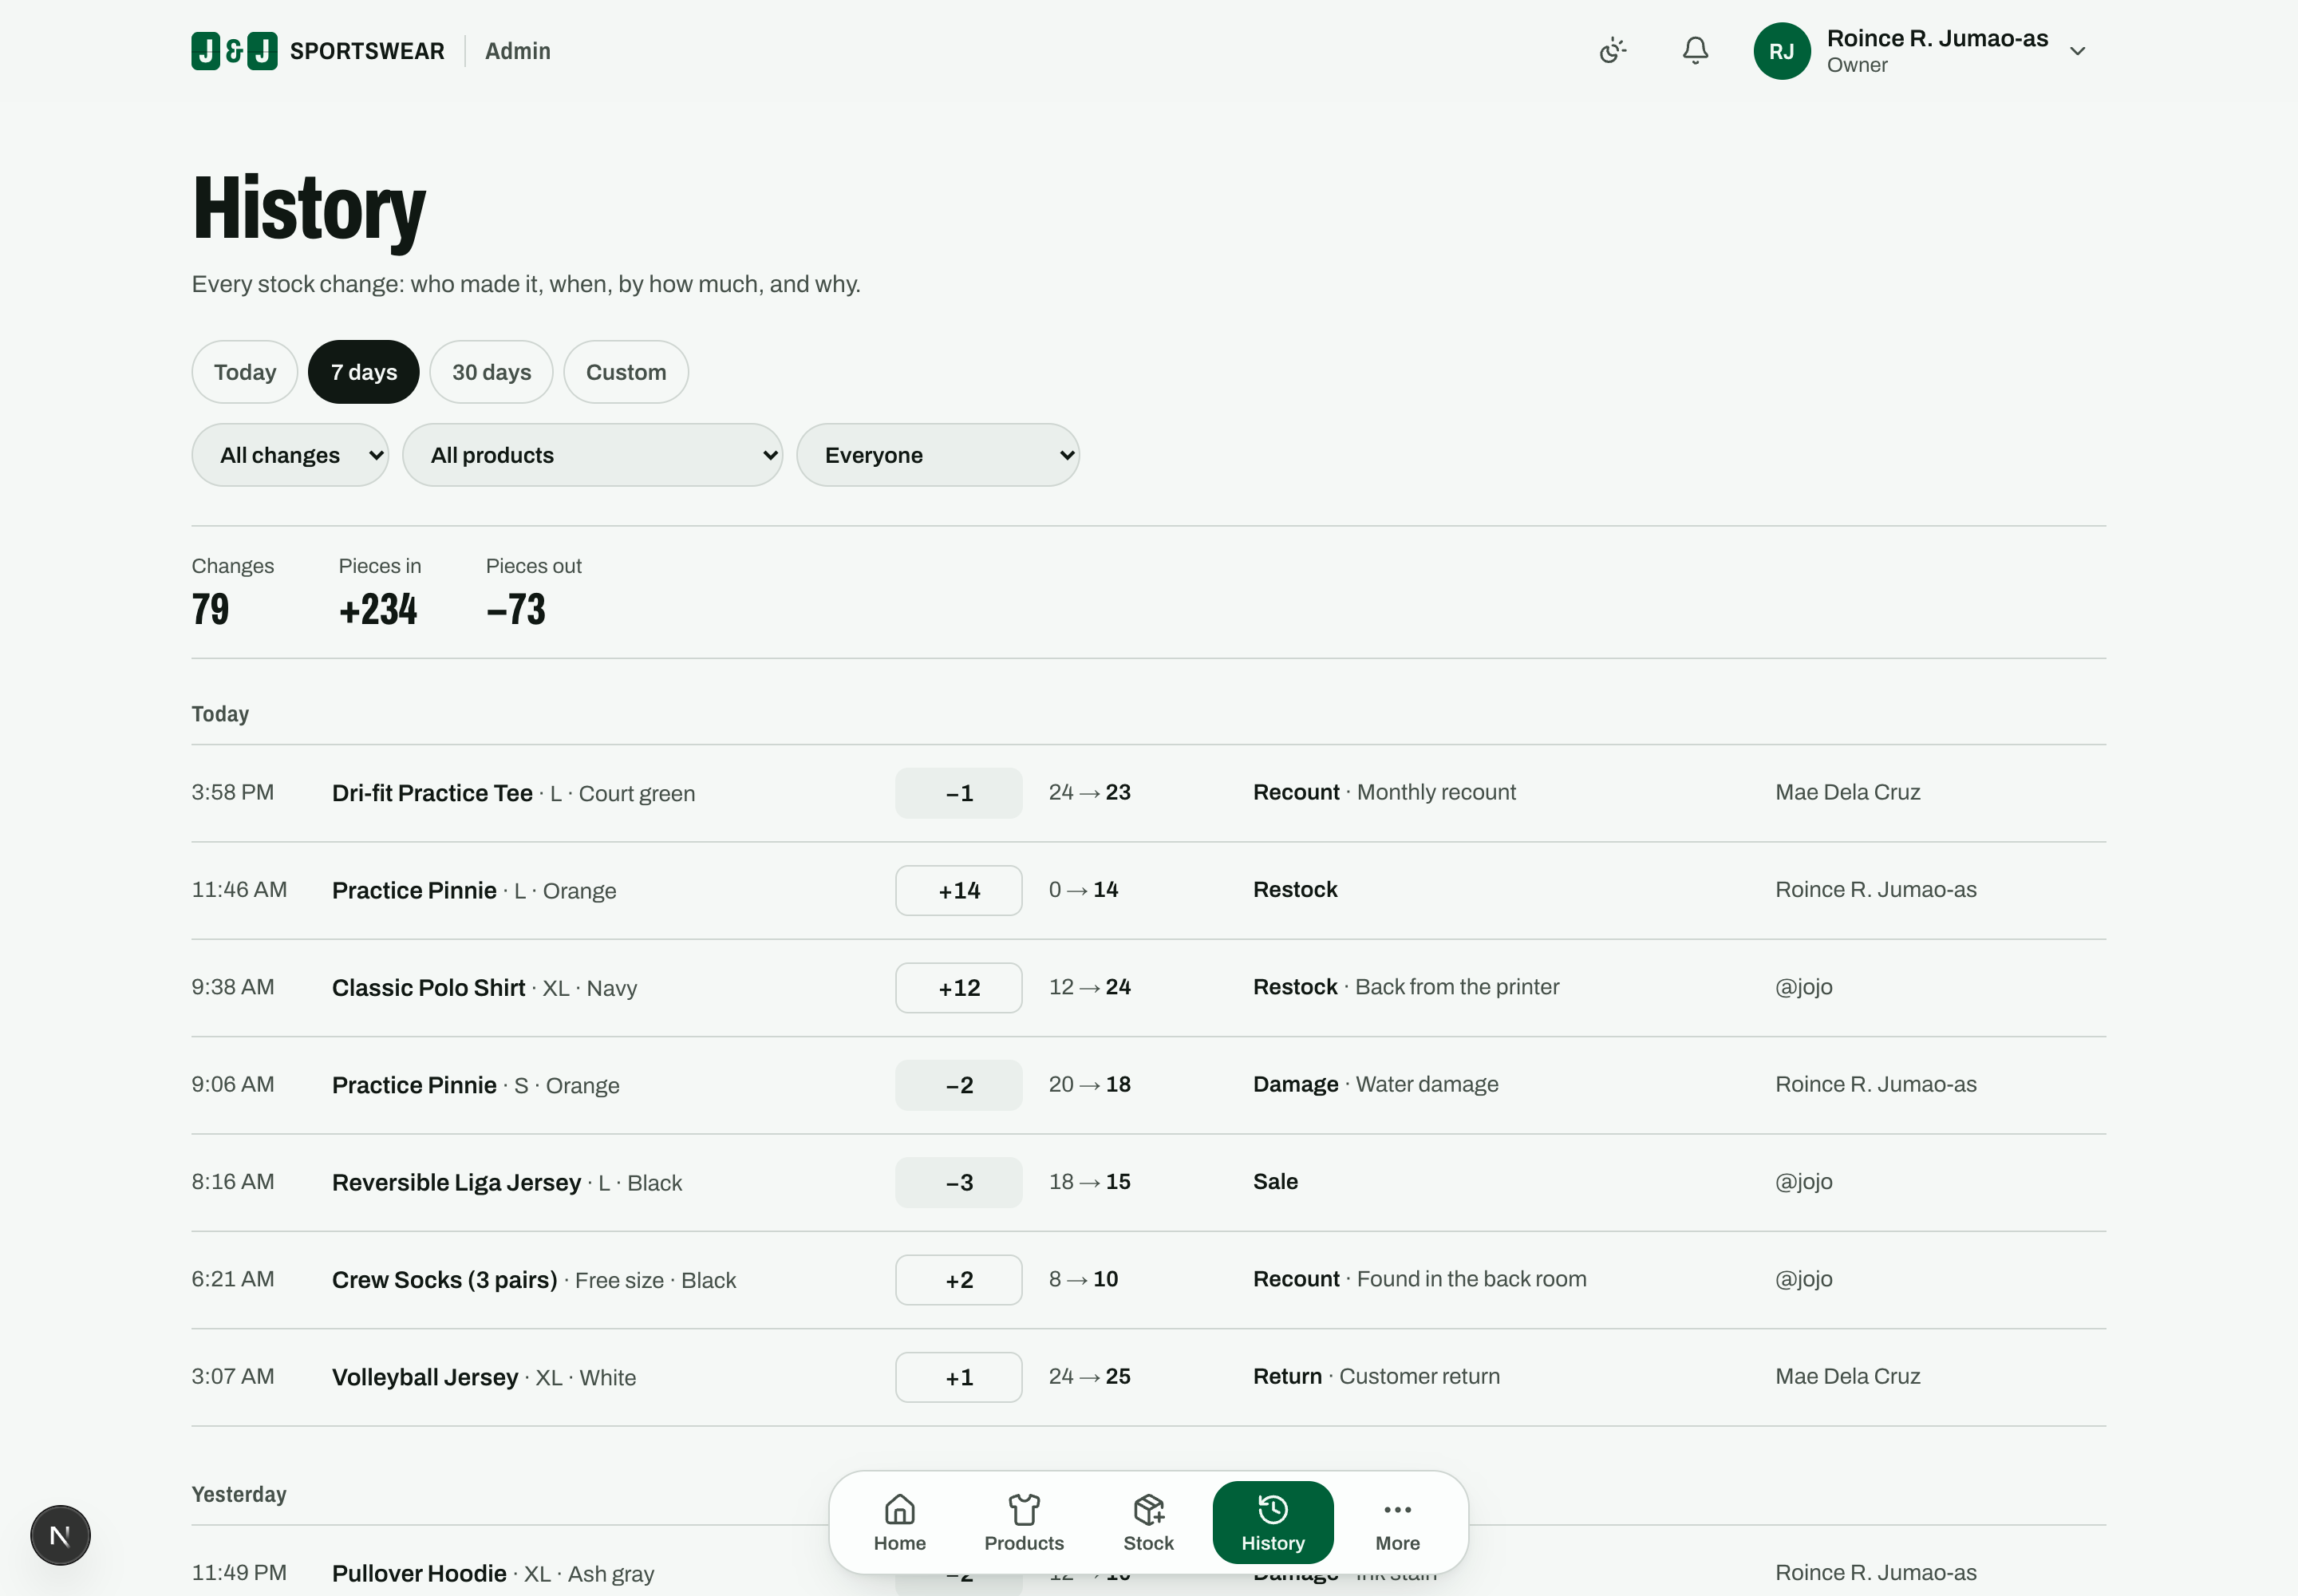 J & J SPORTSWEAR Admin
RJ Roince R. Jumao-as
Owner
History
Every stock change: who made it, when, by how much, and why.
Today 7 days 30 days Custom
All changes All products Everyone
Changes Pieces in Pieces out
79 +234 −73
Today
3:58 PM Dri-fit Practice Tee · L · Court green −1 24 → 23 Recount · Monthly recount Mae Dela Cruz
11:46 AM Practice Pinnie · L · Orange +14 0 → 14 Restock Roince R. Jumao-as
9:38 AM Classic Polo Shirt · XL · Navy +12 12 → 24 Restock · Back from the printer @jojo
9:06 AM Practice Pinnie · S · Orange −2 20 → 18 Damage · Water damage Roince R. Jumao-as
8:16 AM Reversible Liga Jersey · L · Black −3 18 → 15 Sale @jojo
6:21 AM Crew Socks (3 pairs) · Free size · Black +2 8 → 10 Recount · Found in the back room @jojo
3:07 AM Volleyball Jersey · XL · White +1 24 → 25 Return · Customer return Mae Dela Cruz
Yesterday
11:49 PM Pullover Hoodie · XL · Ash gray −2 12 → 10 Damage · Ink stain Roince R. Jumao-as
Home Products Stock History More
N